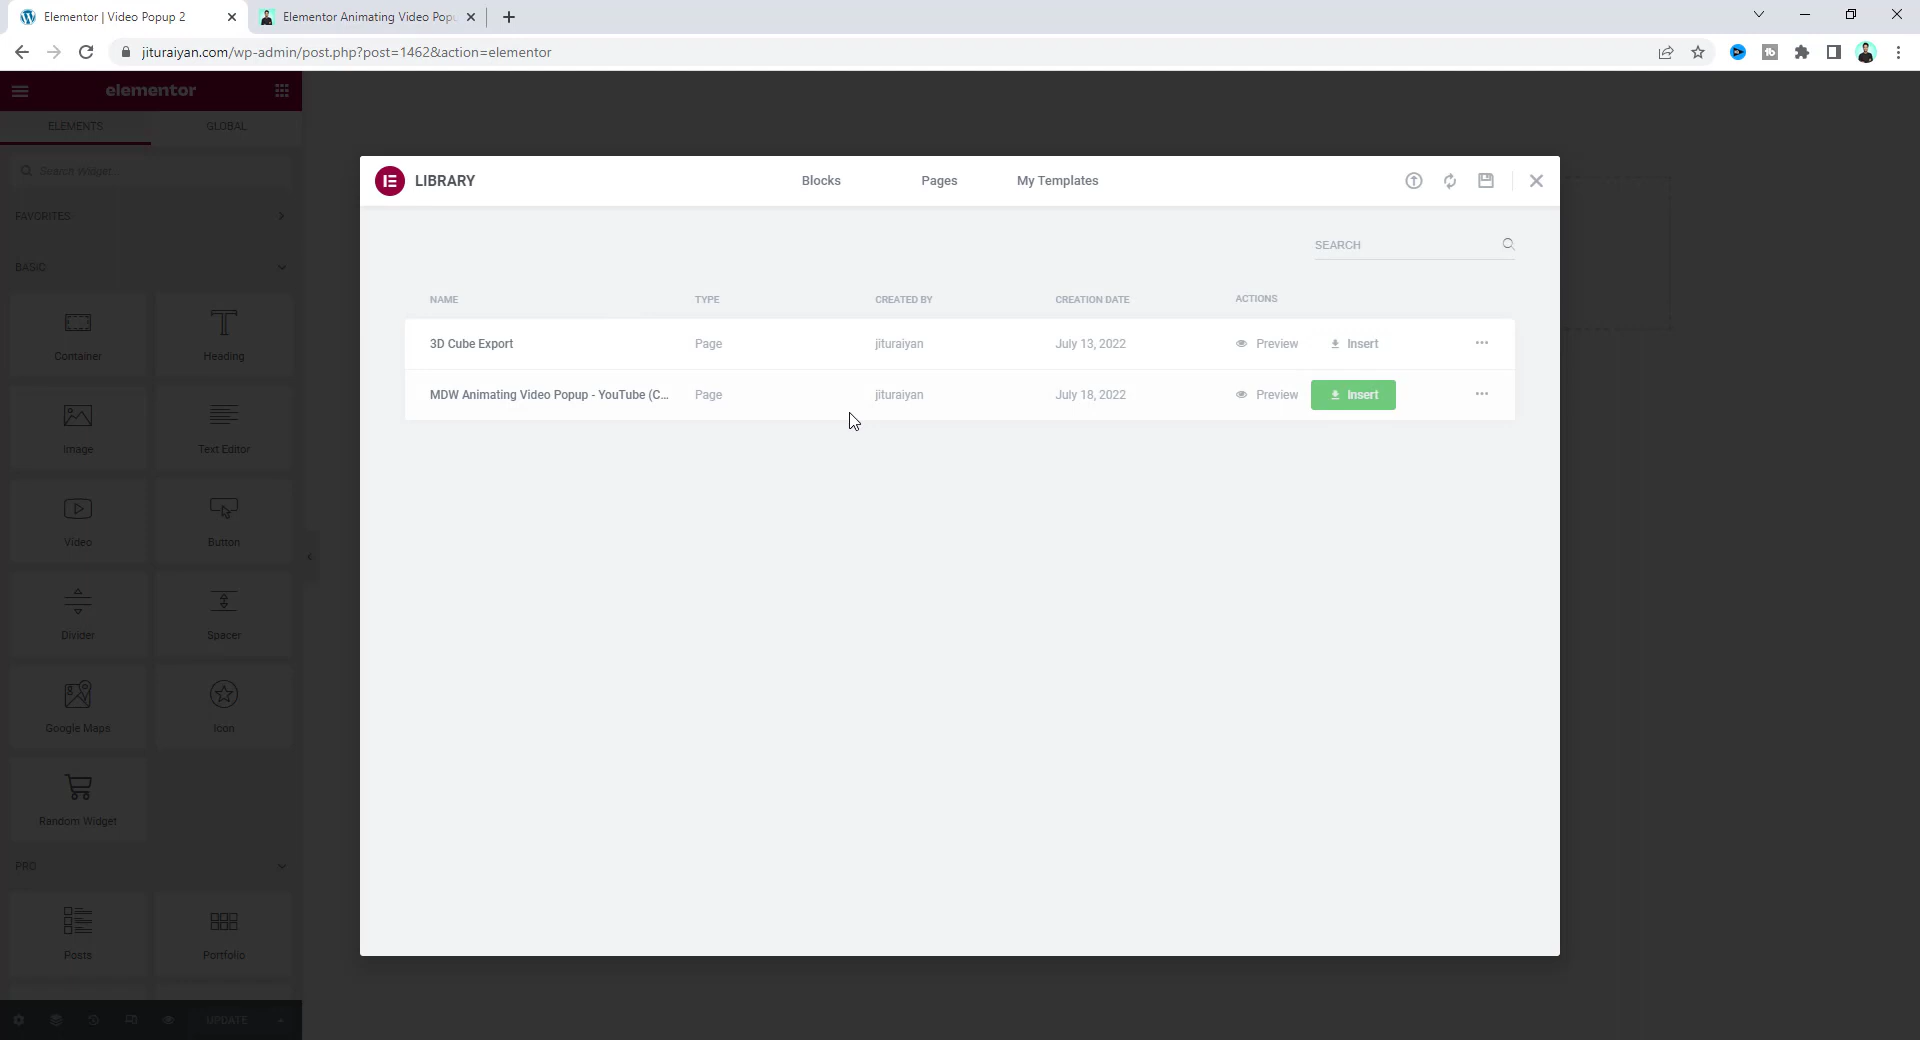 Elementor | Video Popup 2
Elementor Animating Video Popu
jituraiyan.com/wp-admin/post.php?post=1462&action=elementor
elementor
ELEMENTS GLOBAL
Search Widget...
FAVORITES
BASIC
Container Heading
Image Text Editor
Video Button
Divider Spacer
Google Maps Icon
Random Widget
PRO
Posts Portfolio
UPDATE
LIBRARY Blocks Pages My Templates
SEARCH
NAME TYPE CREATED BY CREATION DATE ACTIONS
3D Cube Export Page jituraiyan July 13, 2022 Preview Insert
MDW Animating Video Popup - YouTube (C... Page jituraiyan July 18, 2022 Preview Insert